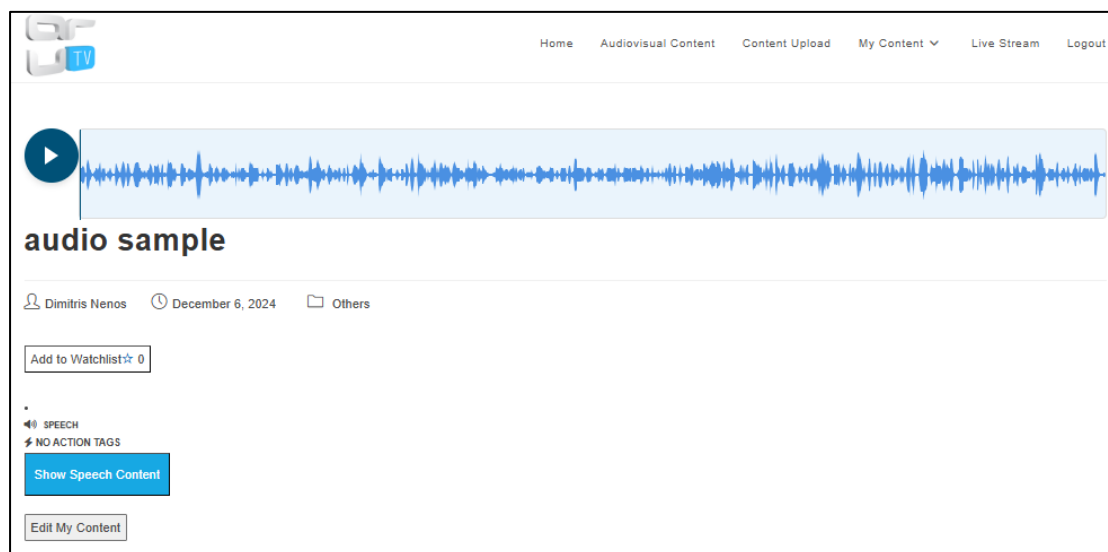 TV
Home Audiovisual Content Content Upload My Content Live Stream Logout
audio sample
Dimitris Nenos December 6, 2024 Others
Add to Watchlist☆ 0
.
SPEECH
NO ACTION TAGS
Show Speech Content
Edit My Content